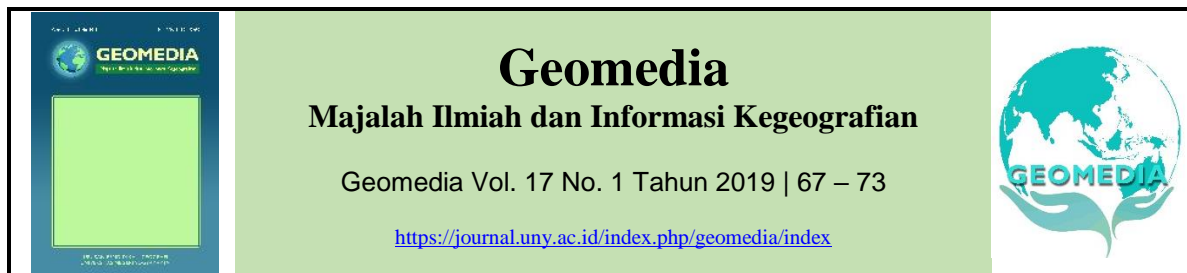 GEOMEDIA
Geomedia
Majalah Ilmiah dan Informasi Kegeografian
Geomedia Vol. 17 No. 1 Tahun 2019 | 67 – 73
https://journal.uny.ac.id/index.php/geomedia/index
GEOMEDIA